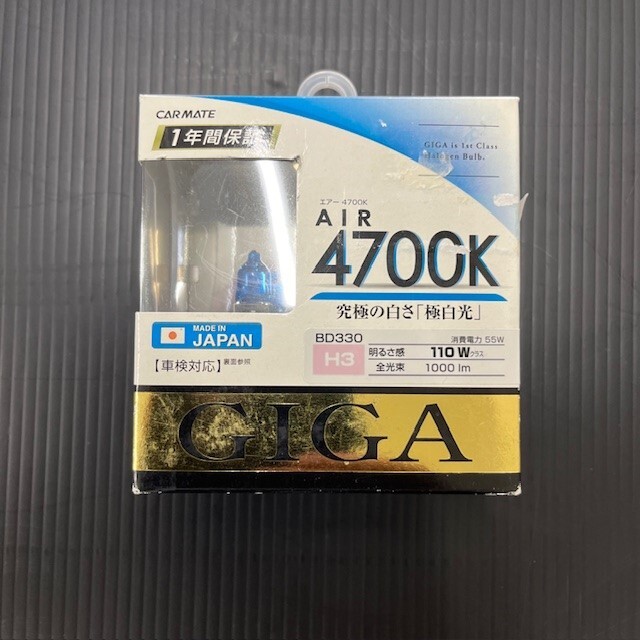 CARMATE
1年間保証
GIGA is 1st Class
Halogen Bulb.
エアー 4700K
AIR
4700K
究極の白さ「極白光」
MADE IN
JAPAN
【車検対応】裏面参照
BD330
消費電力 55W
H3
明るさ感 110Wクラス
全光束 1000 lm
GIGA